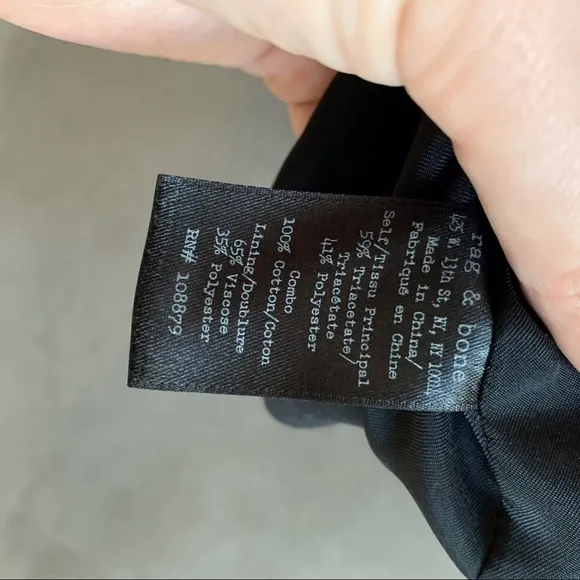 rag & bone
425 W. 13th St, NY, NY 10014
Made in China/
Fabriqué en Chine
Self/Tissu Principal
59% Triacetate/
Triacétate
41% Polyester
Combo
100% Cotton/Coton
Lining/Doublure
65% Viscose
35% Polyester
RN# 108879